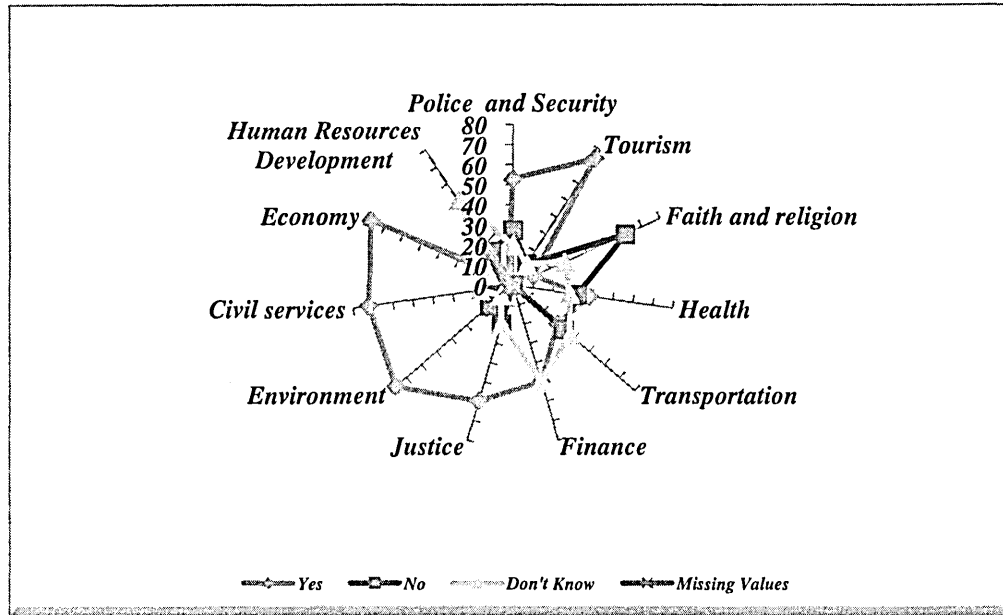 Police and Security
Human Resources
Development
80
70
60
50
40
30
20
10
0
Tourism
Faith and religion
Economy
Health
Civil services
Transportation
Environment
Justice
Finance
Yes
No
Don't Know
Missing Values